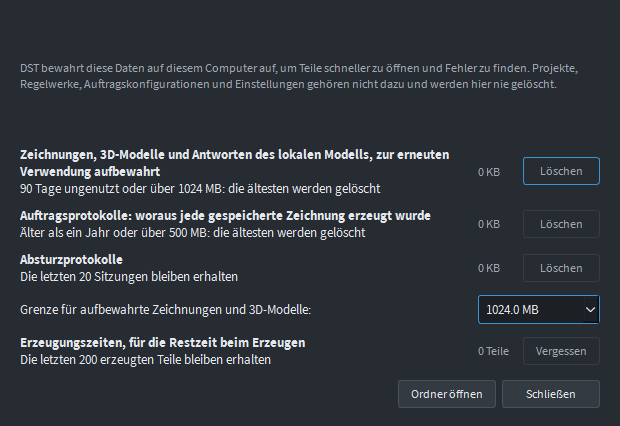 DST bewahrt diese Daten auf diesem Computer auf, um Teile schneller zu öffnen und Fehler zu finden. Projekte,
Regelwerke, Auftragskonfigurationen und Einstellungen gehören nicht dazu und werden hier nie gelöscht.
Zeichnungen, 3D-Modelle und Antworten des lokalen Modells, zur erneuten
Verwendung aufbewahrt
90 Tage ungenutzt oder über 1024 MB: die ältesten werden gelöscht
0 KB
Löschen
Auftragsprotokolle: woraus jede gespeicherte Zeichnung erzeugt wurde
Älter als ein Jahr oder über 500 MB: die ältesten werden gelöscht
0 KB
Löschen
Absturzprotokolle
Die letzten 20 Sitzungen bleiben erhalten
0 KB
Löschen
Grenze für aufbewahrte Zeichnungen und 3D-Modelle:
1024.0 MB
Erzeugungszeiten, für die Restzeit beim Erzeugen
Die letzten 200 erzeugten Teile bleiben erhalten
0 Teile
Vergessen
Ordner öffnen
Schließen